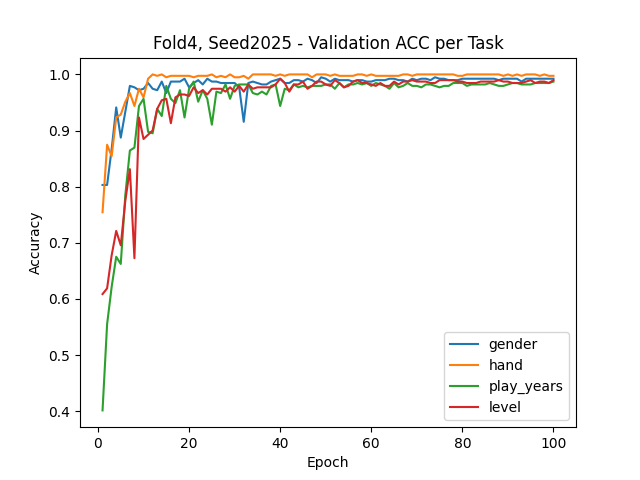 Fold4, Seed2025 - Validation ACC per Task
Accuracy
1.0
0.9
0.8
0.7
0.6
0.5
0.4
0
20
40
60
80
100
Epoch
gender
hand
play_years
level